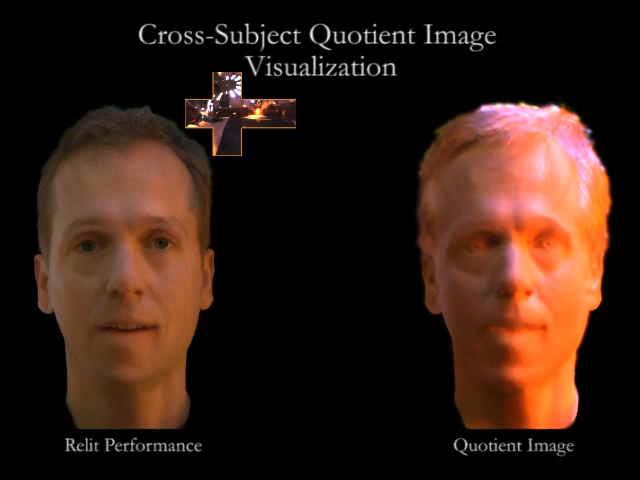 Cross-Subject Quotient Image
Visualization
Relit Performance
Quotient Image